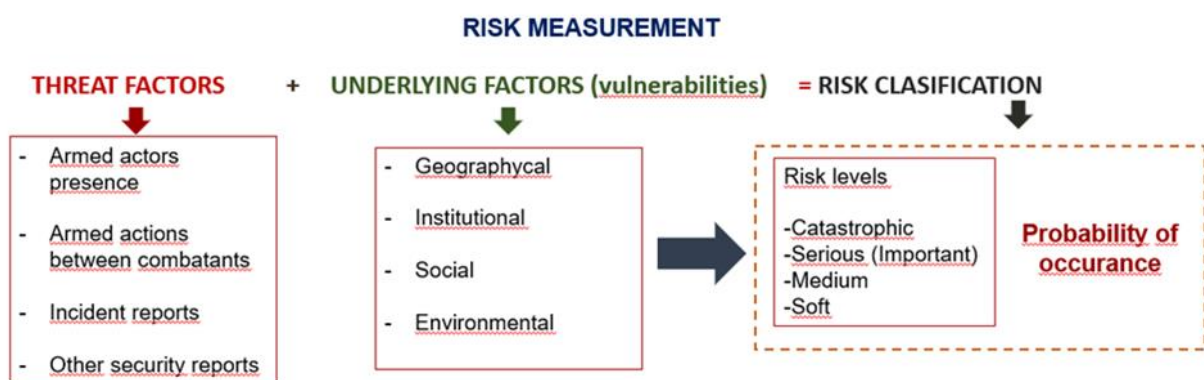 RISK MEASUREMENT
THREAT FACTORS + UNDERLYING FACTORS (vulnerabilities) = RISK CLASIFICATION
- Armed actors
presence
- Armed actions
between combatants
- Incident reports
- Other security reports
- Geographycal
- Institutional
- Social
- Environmental
Risk levels
-Catastrophic
-Serious (Important)
-Medium
-Soft
Probability of
occurance